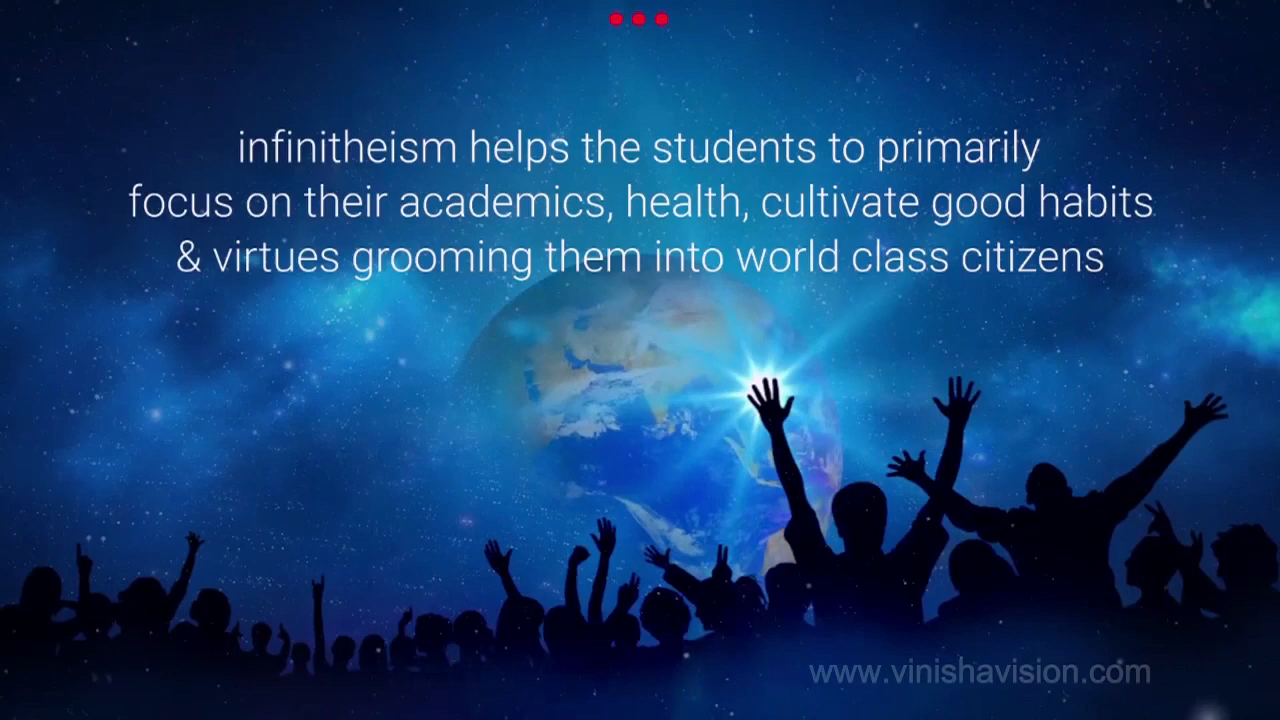 infinitheism helps the students to primarily
focus on their academics, health, cultivate good habits
& virtues grooming them into world class citizens
www.vinishavision.com